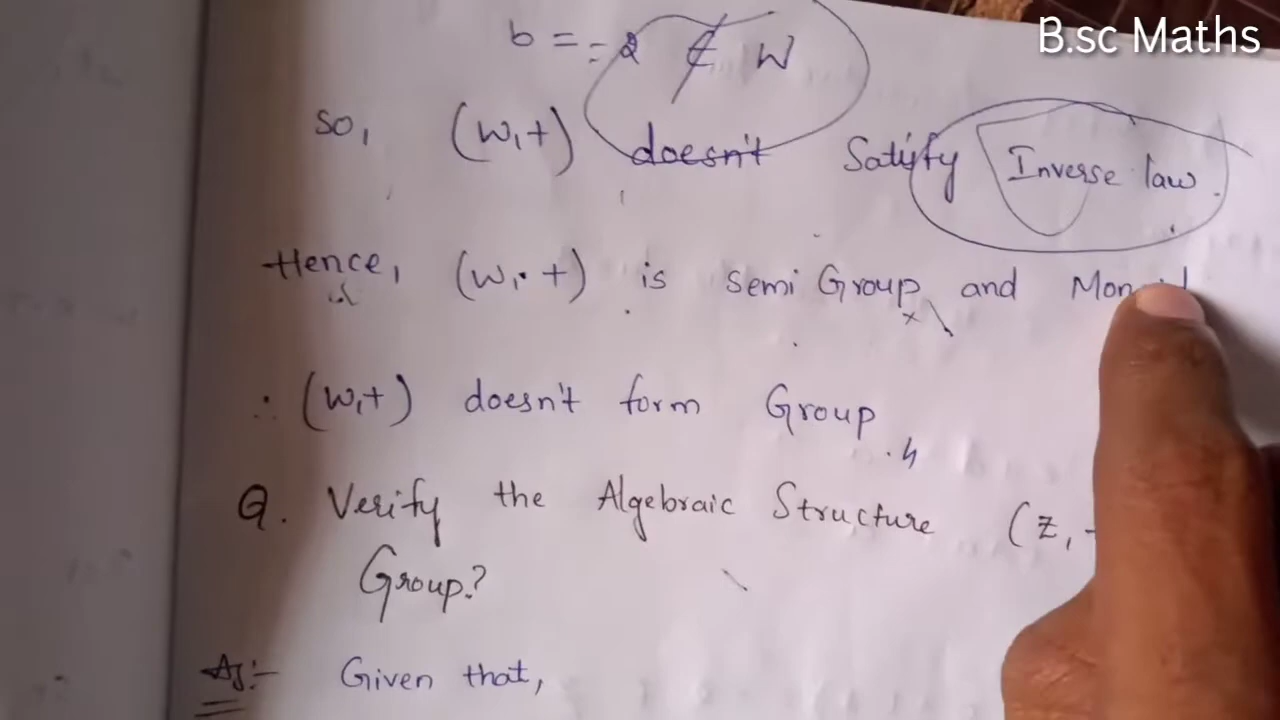 B.sc Maths
b = -2 ∉ W
So, (W,+) doesn't Satisfy Inverse law.
Hence, (W, +) is semi Group and
∴ (W,+) doesn't form Group
Q. Verify the Algebraic Structure (Z,
Group?
Given that,